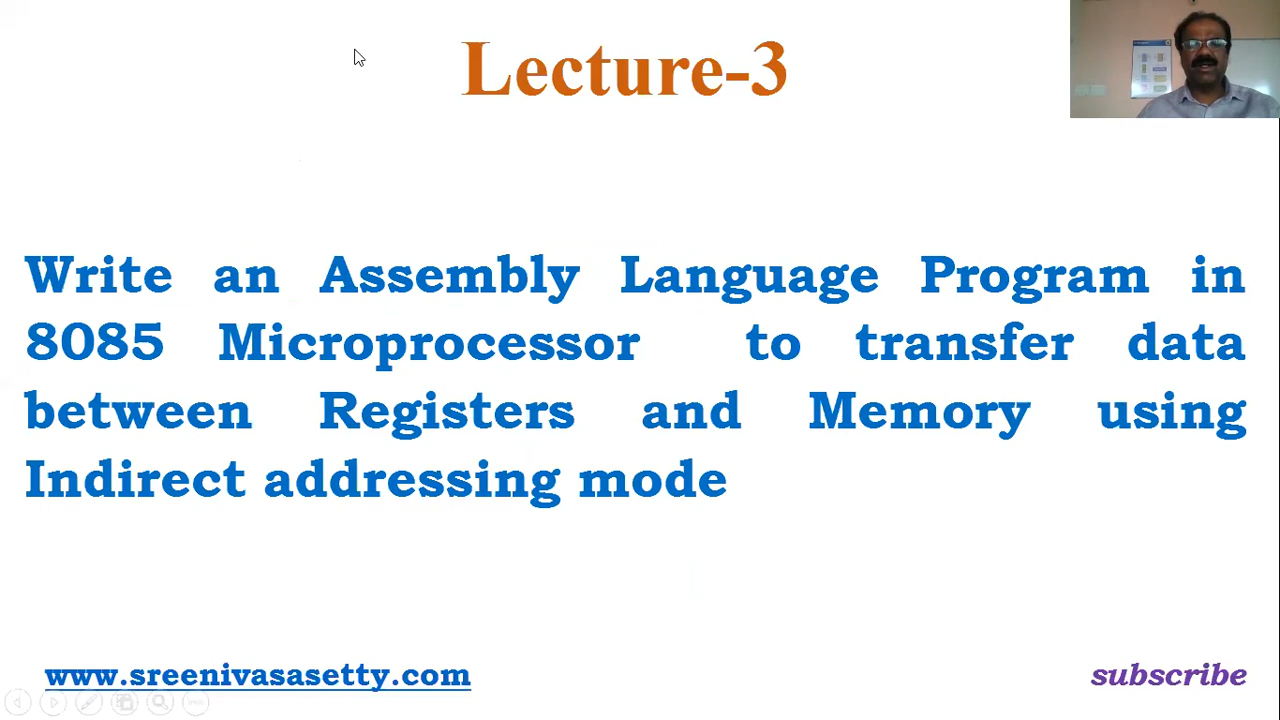 Lecture-3
Write an Assembly Language Program in
8085 Microprocessor to transfer data
between Registers and Memory using
Indirect addressing mode
www.sreenivasasetty.com
subscribe